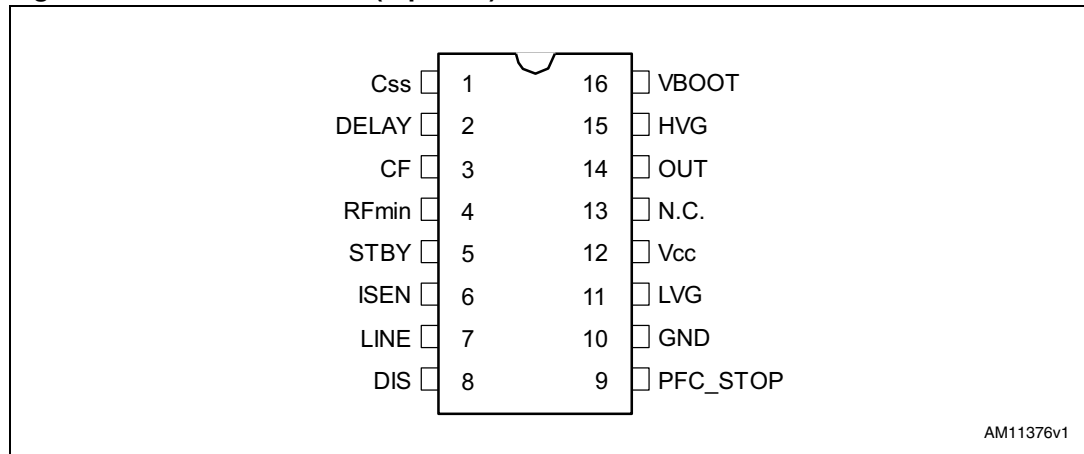 Css 1 16 VBOOT
DELAY 2 15 HVG
CF 3 14 OUT
RFmin 4 13 N.C.
STBY 5 12 Vcc
ISEN 6 11 LVG
LINE 7 10 GND
DIS 8 9 PFC_STOP
AM11376v1